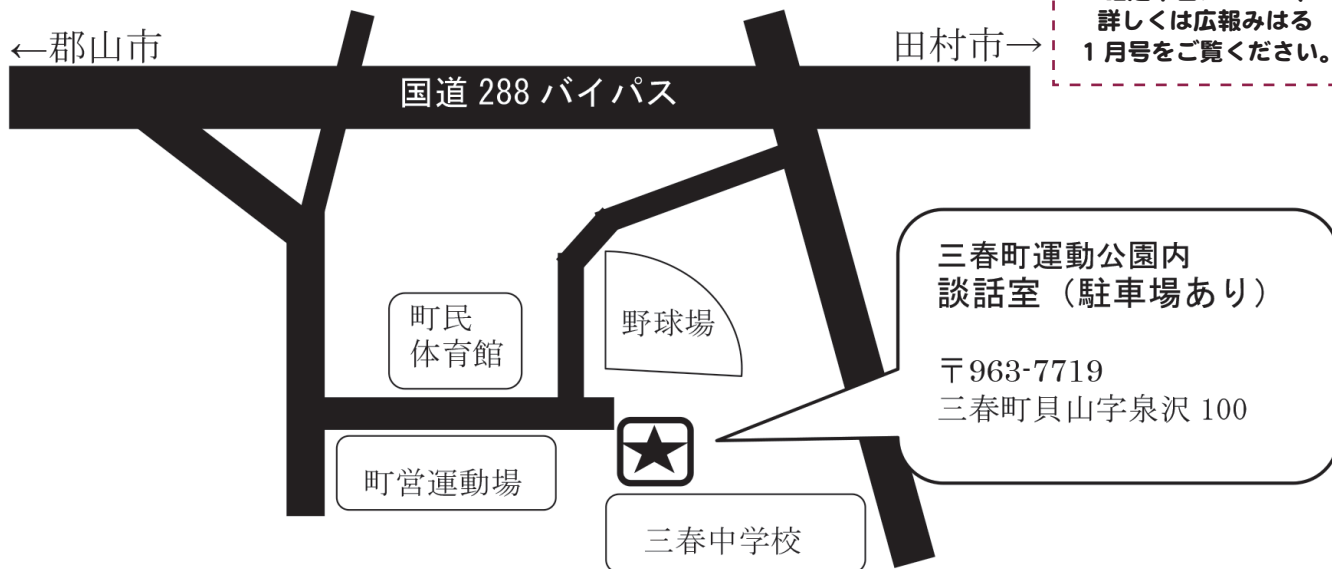 詳しくは広報みはる
1月号をご覧ください。
←郡山市
田村市→
国道 288 バイパス
町民
体育館
野球場
三春町運動公園内
談話室（駐車場あり）
〒963-7719
三春町貝山字泉沢 100
町営運動場
三春中学校